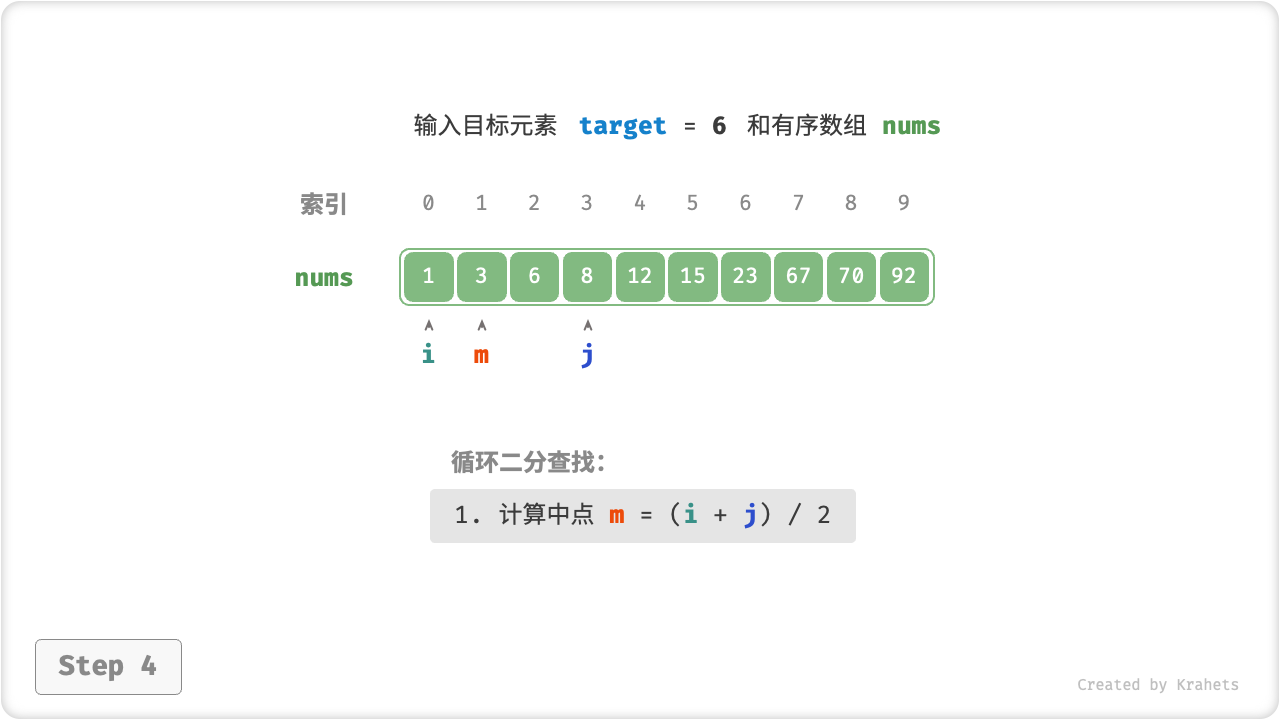 输入目标元素 target = 6 和有序数组 nums
索引 0 1 2 3 4 5 6 7 8 9
nums 1 3 6 8 12 15 23 67 70 92
i m j
循环二分查找：
1. 计算中点 m = (i + j) / 2
Step 4
Created by Krahets